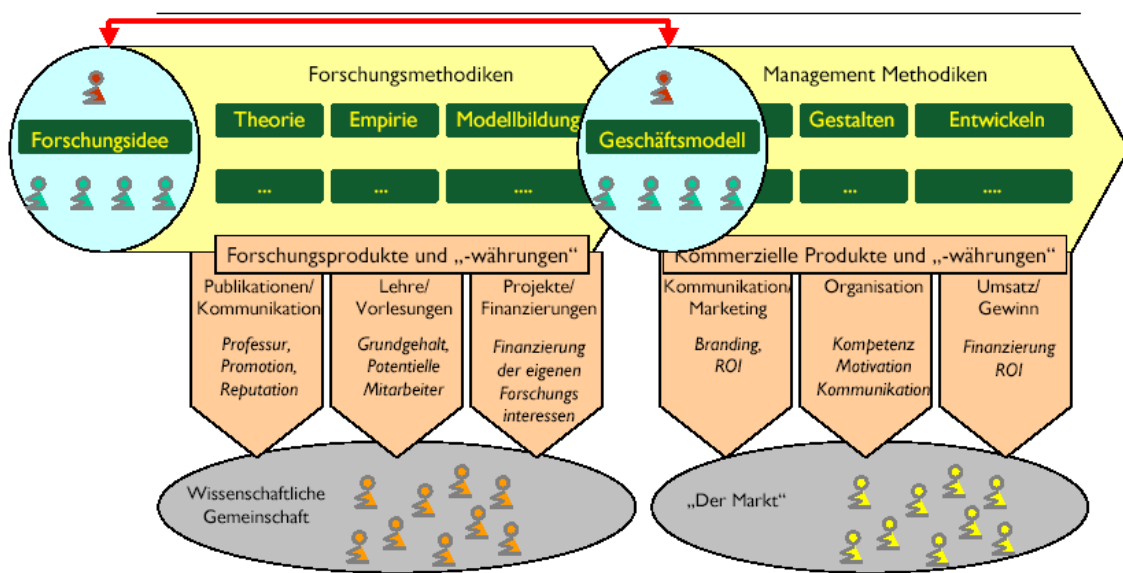 Forschungsmethodiken
Management Methodiken
Forschungsidee
Theorie
Empirie
Modellbildung
Geschäftsmodell
Gestalten
Entwickeln
...
...
....
...
....
Forschungsprodukte und „-währungen“
Kommerzielle Produkte und „-währungen“
Publikationen/
Kommunikation
Professur,
Promotion,
Reputation
Lehre/
Vorlesungen
Grundgehalt,
Potentielle
Mitarbeiter
Projekte/
Finanzierungen
Finanzierung
der eigenen
Forschungs
interessen
Kommunikation/
Marketing
Branding,
ROI
Organisation
Kompetenz
Motivation
Kommunikation
Umsatz/
Gewinn
Finanzierung
ROI
Wissenschaftliche
Gemeinschaft
„Der Markt“